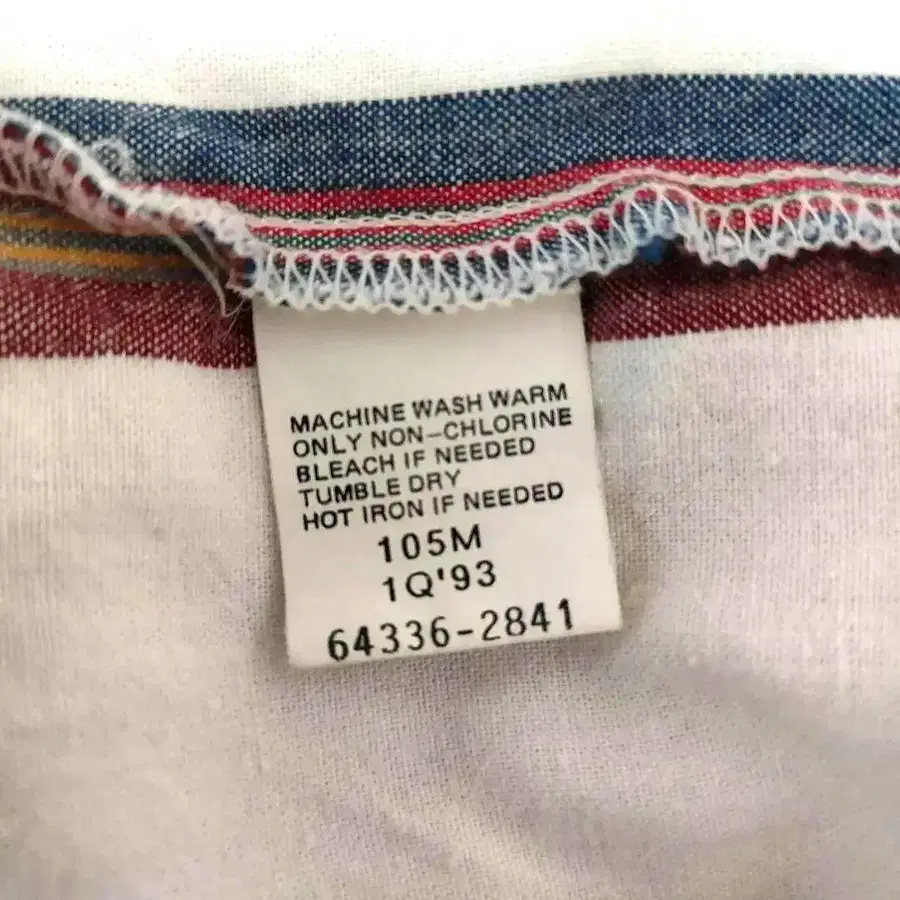 MACHINE WASH WARM
ONLY NON-CHLORINE
BLEACH IF NEEDED
TUMBLE DRY
HOT IRON IF NEEDED
105M
1Q'93
64336-2841